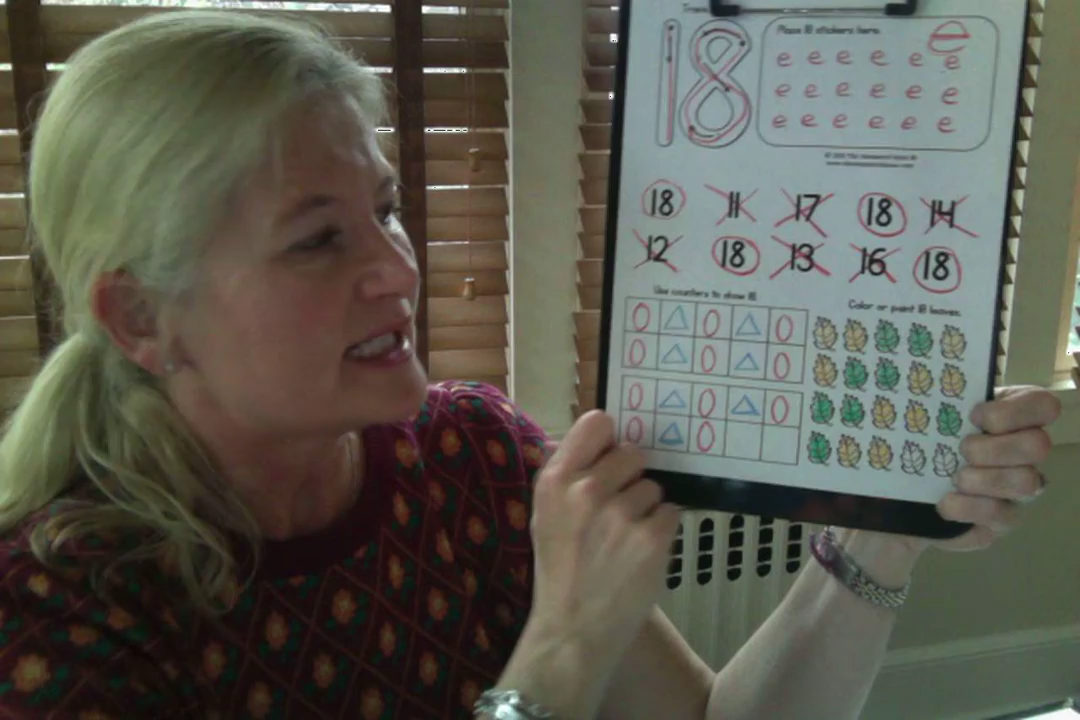 18
Place 18 stickers here.
e
e e e e e e
e e e e e e
e e e e e e
18 11 17 18 14
12 18 13 16 18
Use counters to show 18.
Color or paint 18 leaves.